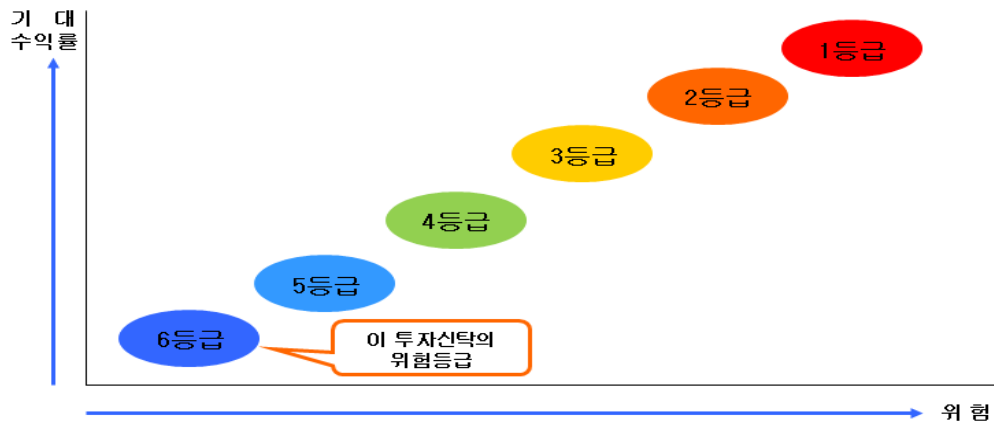 기 대
수익률
1등급
2등급
3등급
4등급
5등급
6등급
이 투자신탁의
위험등급
위 험